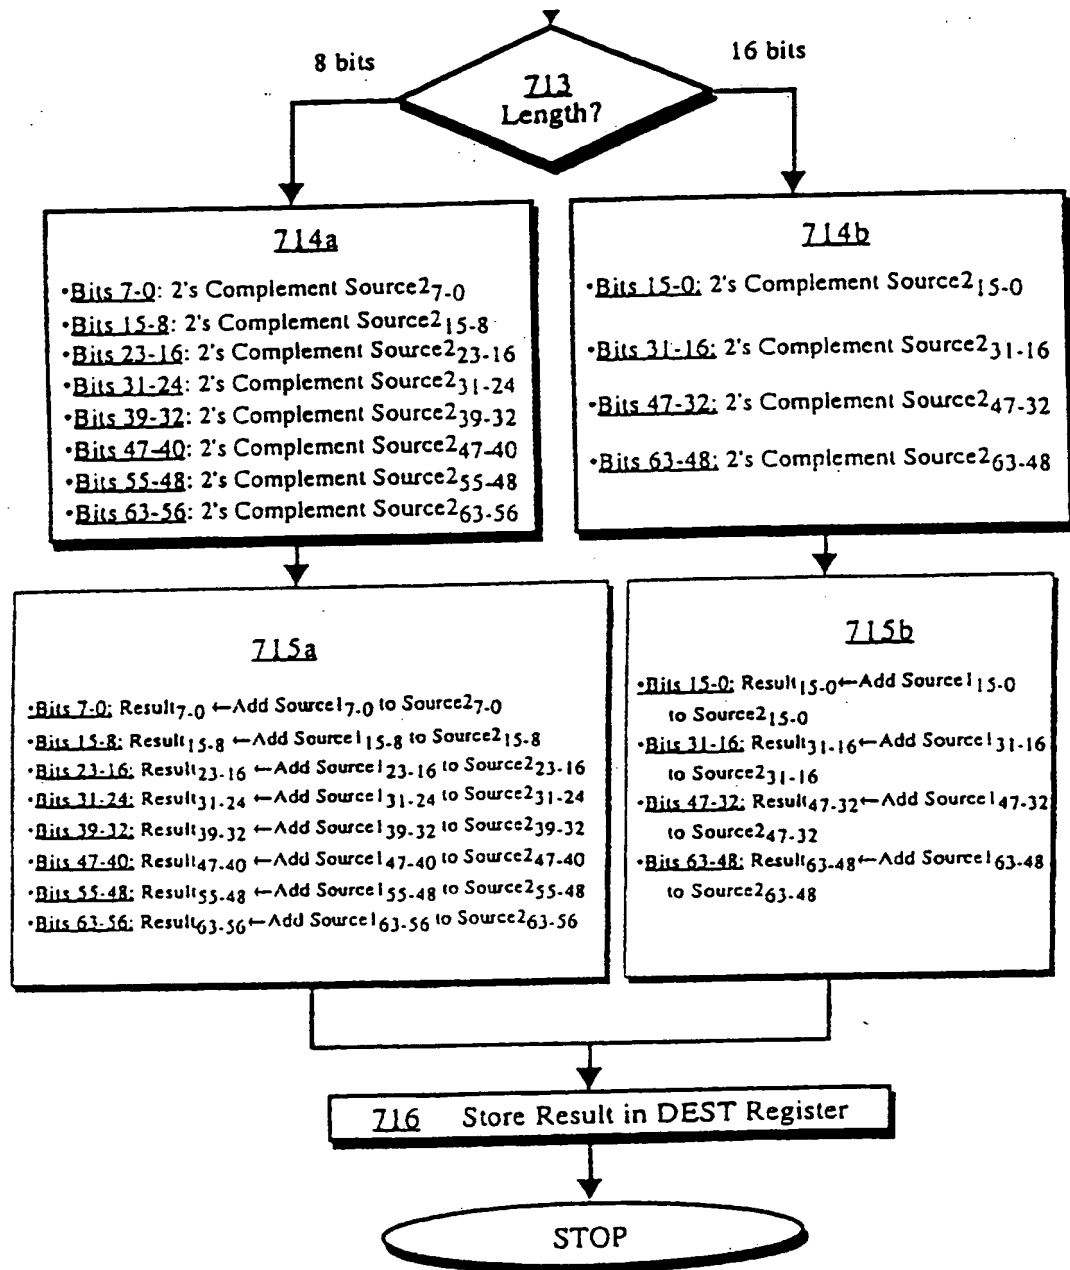 8 bits
16 bits
713
Length?
714a
•Bits 7-0: 2's Complement Source2₇₋₀
•Bits 15-8: 2's Complement Source2₁₅₋₈
•Bits 23-16: 2's Complement Source2₂₃₋₁₆
•Bits 31-24: 2's Complement Source2₃₁₋₂₄
•Bits 39-32: 2's Complement Source2₃₉₋₃₂
•Bits 47-40: 2's Complement Source2₄₇₋₄₀
•Bits 55-48: 2's Complement Source2₅₅₋₄₈
•Bits 63-56: 2's Complement Source2₆₃₋₅₆
714b
•Bits 15-0: 2's Complement Source2₁₅₋₀
•Bits 31-16: 2's Complement Source2₃₁₋₁₆
•Bits 47-32: 2's Complement Source2₄₇₋₃₂
•Bits 63-48: 2's Complement Source2₆₃₋₄₈
715a
•Bits 7-0: Result₇₋₀ ←Add Source1₇₋₀ to Source2₇₋₀
•Bits 15-8: Result₁₅₋₈ ←Add Source1₁₅₋₈ to Source2₁₅₋₈
•Bits 23-16: Result₂₃₋₁₆ ←Add Source1₂₃₋₁₆ to Source2₂₃₋₁₆
•Bits 31-24: Result₃₁₋₂₄ ←Add Source1₃₁₋₂₄ to Source2₃₁₋₂₄
•Bits 39-32: Result₃₉₋₃₂ ←Add Source1₃₉₋₃₂ to Source2₃₉₋₃₂
•Bits 47-40: Result₄₇₋₄₀ ←Add Source1₄₇₋₄₀ to Source2₄₇₋₄₀
•Bits 55-48: Result₅₅₋₄₈ ←Add Source1₅₅₋₄₈ to Source2₅₅₋₄₈
•Bits 63-56: Result₆₃₋₅₆←Add Source1₆₃₋₅₆ to Source2₆₃₋₅₆
715b
•Bits 15-0: Result₁₅₋₀←Add Source1₁₅₋₀
to Source2₁₅₋₀
•Bits 31-16: Result₃₁₋₁₆←Add Source1₃₁₋₁₆
to Source2₃₁₋₁₆
•Bits 47-32: Result₄₇₋₃₂←Add Source1₄₇₋₃₂
to Source2₄₇₋₃₂
•Bits 63-48: Result₆₃₋₄₈←Add Source1₆₃₋₄₈
to Source2₆₃₋₄₈
716 Store Result in DEST Register
STOP